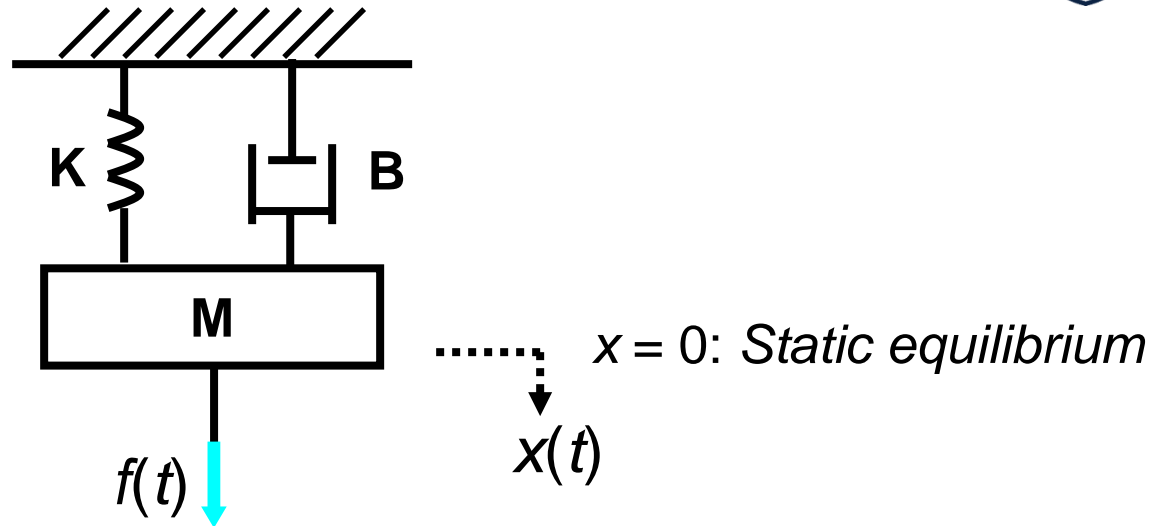 K
B
M
x = 0: Static equilibrium
x(t)
f(t)